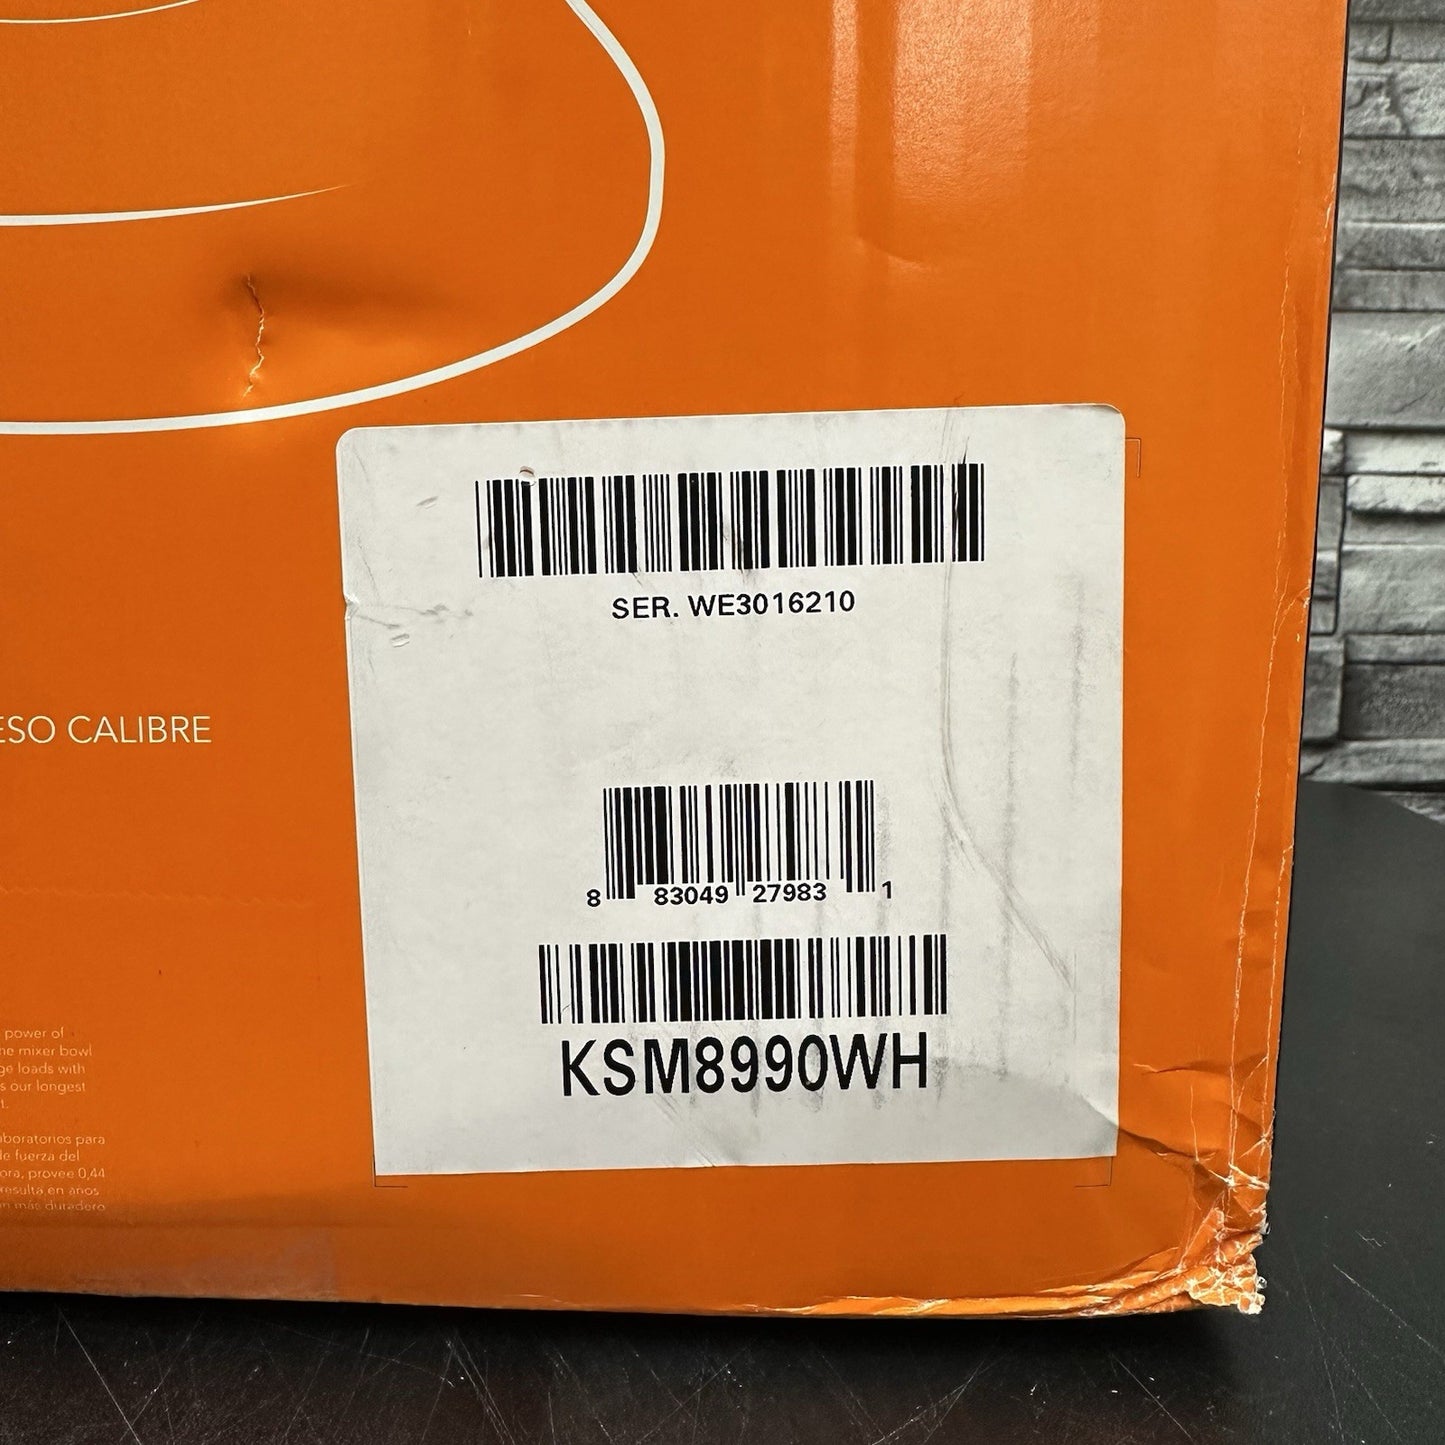 SER. WE3016210
ESO CALIBRE
8 83049 27983 1
KSM8990WH
power of
he mixer bowl
ge loads with
s our longest
t.
boratorios para
de fuerza del
ora, provee 0,44
resulta en años
n más duradero